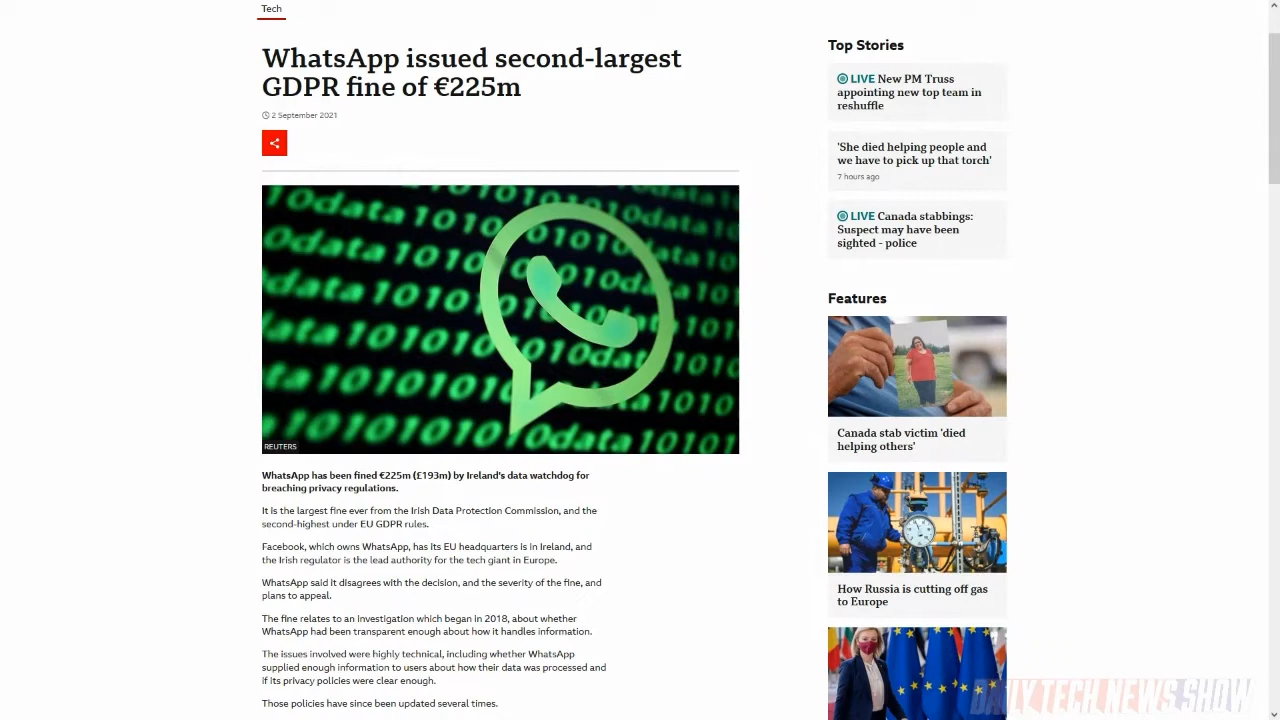 Tech
WhatsApp issued second-largest
GDPR fine of €225m
2 September 2021
10data1010
REUTERS
WhatsApp has been fined €225m (£193m) by Ireland's data watchdog for
breaching privacy regulations.
It is the largest fine ever from the Irish Data Protection Commission, and the
second-highest under EU GDPR rules.
Facebook, which owns WhatsApp, has its EU headquarters is in Ireland, and
the Irish regulator is the lead authority for the tech giant in Europe.
WhatsApp said it disagrees with the decision, and the severity of the fine, and
plans to appeal.
The fine relates to an investigation which began in 2018, about whether
WhatsApp had been transparent enough about how it handles information.
The issues involved were highly technical, including whether WhatsApp
supplied enough information to users about how their data was processed and
if its privacy policies were clear enough.
Those policies have since been updated several times.
Top Stories
LIVE New PM Truss
appointing new top team in
reshuffle
'She died helping people and
we have to pick up that torch'
7 hours ago
LIVE Canada stabbings:
Suspect may have been
sighted - police
Features
Canada stab victim 'died
helping others'
How Russia is cutting off gas
to Europe
DAILY TECH NEWS SHOW